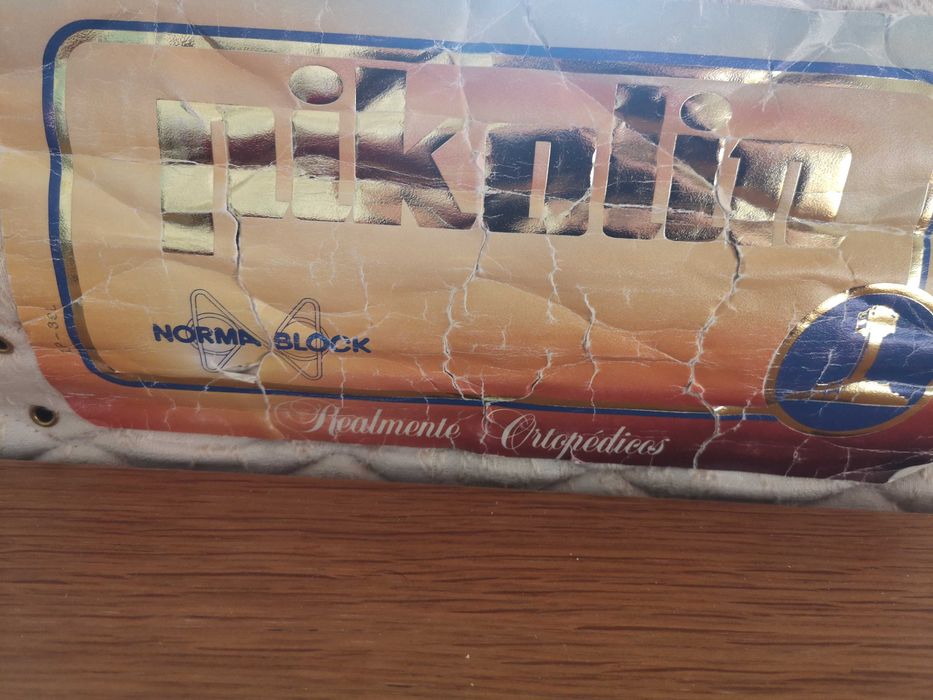 pikolin
NORMA BLOCK
Realmente Ortopédicos